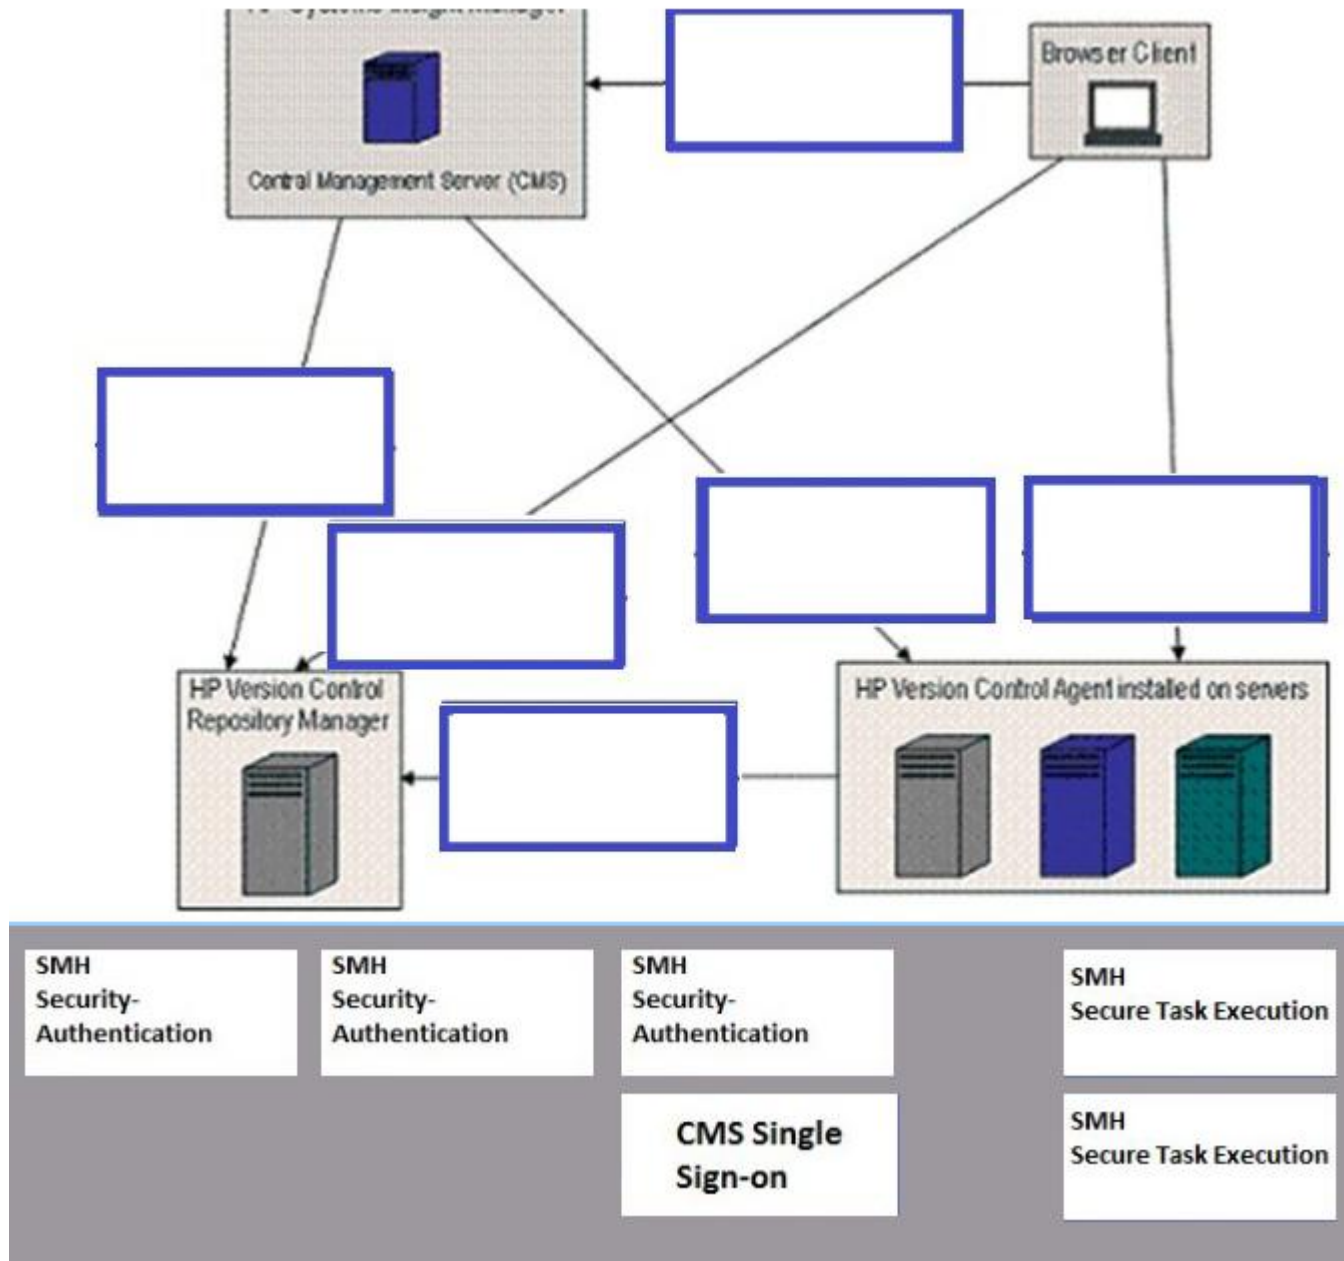 Browser Client
Central Management Server (CMS)
HP Version Control
Repository Manager
HP Version Control Agent installed on servers
SMH
Security-
Authentication
SMH
Security-
Authentication
SMH
Security-
Authentication
SMH
Secure Task Execution
CMS Single
Sign-on
SMH
Secure Task Execution